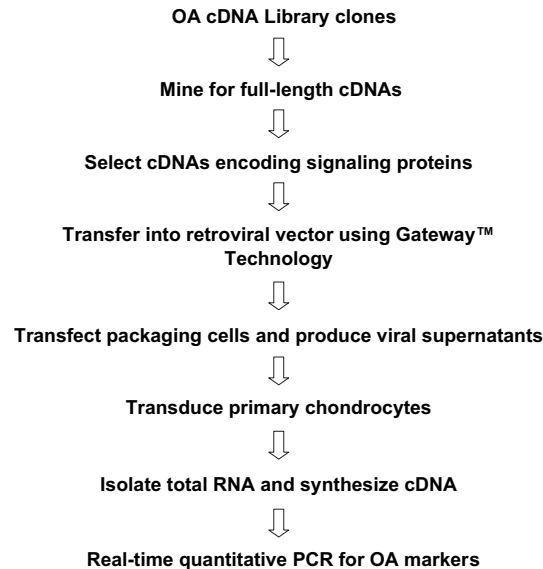 OA cDNA Library clones
Mine for full-length cDNAs
Select cDNAs encoding signaling proteins
Transfer into retroviral vector using Gateway™
Technology
Transfect packaging cells and produce viral supernatants
Transduce primary chondrocytes
Isolate total RNA and synthesize cDNA
Real-time quantitative PCR for OA markers